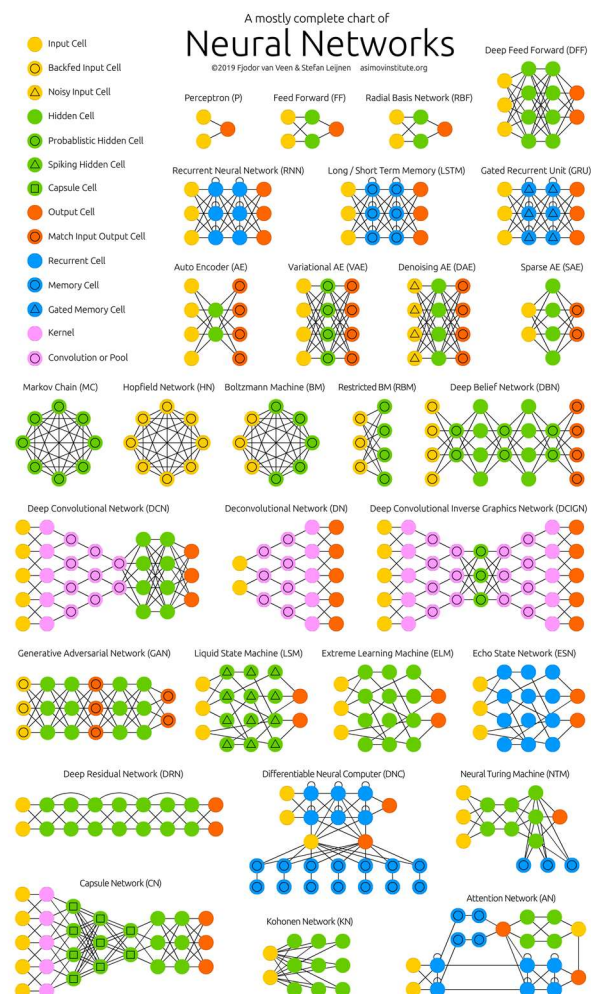 A mostly complete chart of
Neural Networks
©2019 Fjodor van Veen & Stefan Leijnen asimovinstitute.org
Input Cell
Backfed Input Cell
Noisy Input Cell
Hidden Cell
Probablistic Hidden Cell
Spiking Hidden Cell
Capsule Cell
Output Cell
Match Input Output Cell
Recurrent Cell
Memory Cell
Gated Memory Cell
Kernel
Convolution or Pool
Perceptron (P)
Feed Forward (FF)
Radial Basis Network (RBF)
Deep Feed Forward (DFF)
Recurrent Neural Network (RNN)
Long / Short Term Memory (LSTM)
Gated Recurrent Unit (GRU)
Auto Encoder (AE)
Variational AE (VAE)
Denoising AE (DAE)
Sparse AE (SAE)
Markov Chain (MC)
Hopfield Network (HN)
Boltzmann Machine (BM)
Restricted BM (RBM)
Deep Belief Network (DBN)
Deep Convolutional Network (DCN)
Deconvolutional Network (DN)
Deep Convolutional Inverse Graphics Network (DCIGN)
Generative Adversarial Network (GAN)
Liquid State Machine (LSM)
Extreme Learning Machine (ELM)
Echo State Network (ESN)
Deep Residual Network (DRN)
Differentiable Neural Computer (DNC)
Neural Turing Machine (NTM)
Capsule Network (CN)
Kohonen Network (KN)
Attention Network (AN)